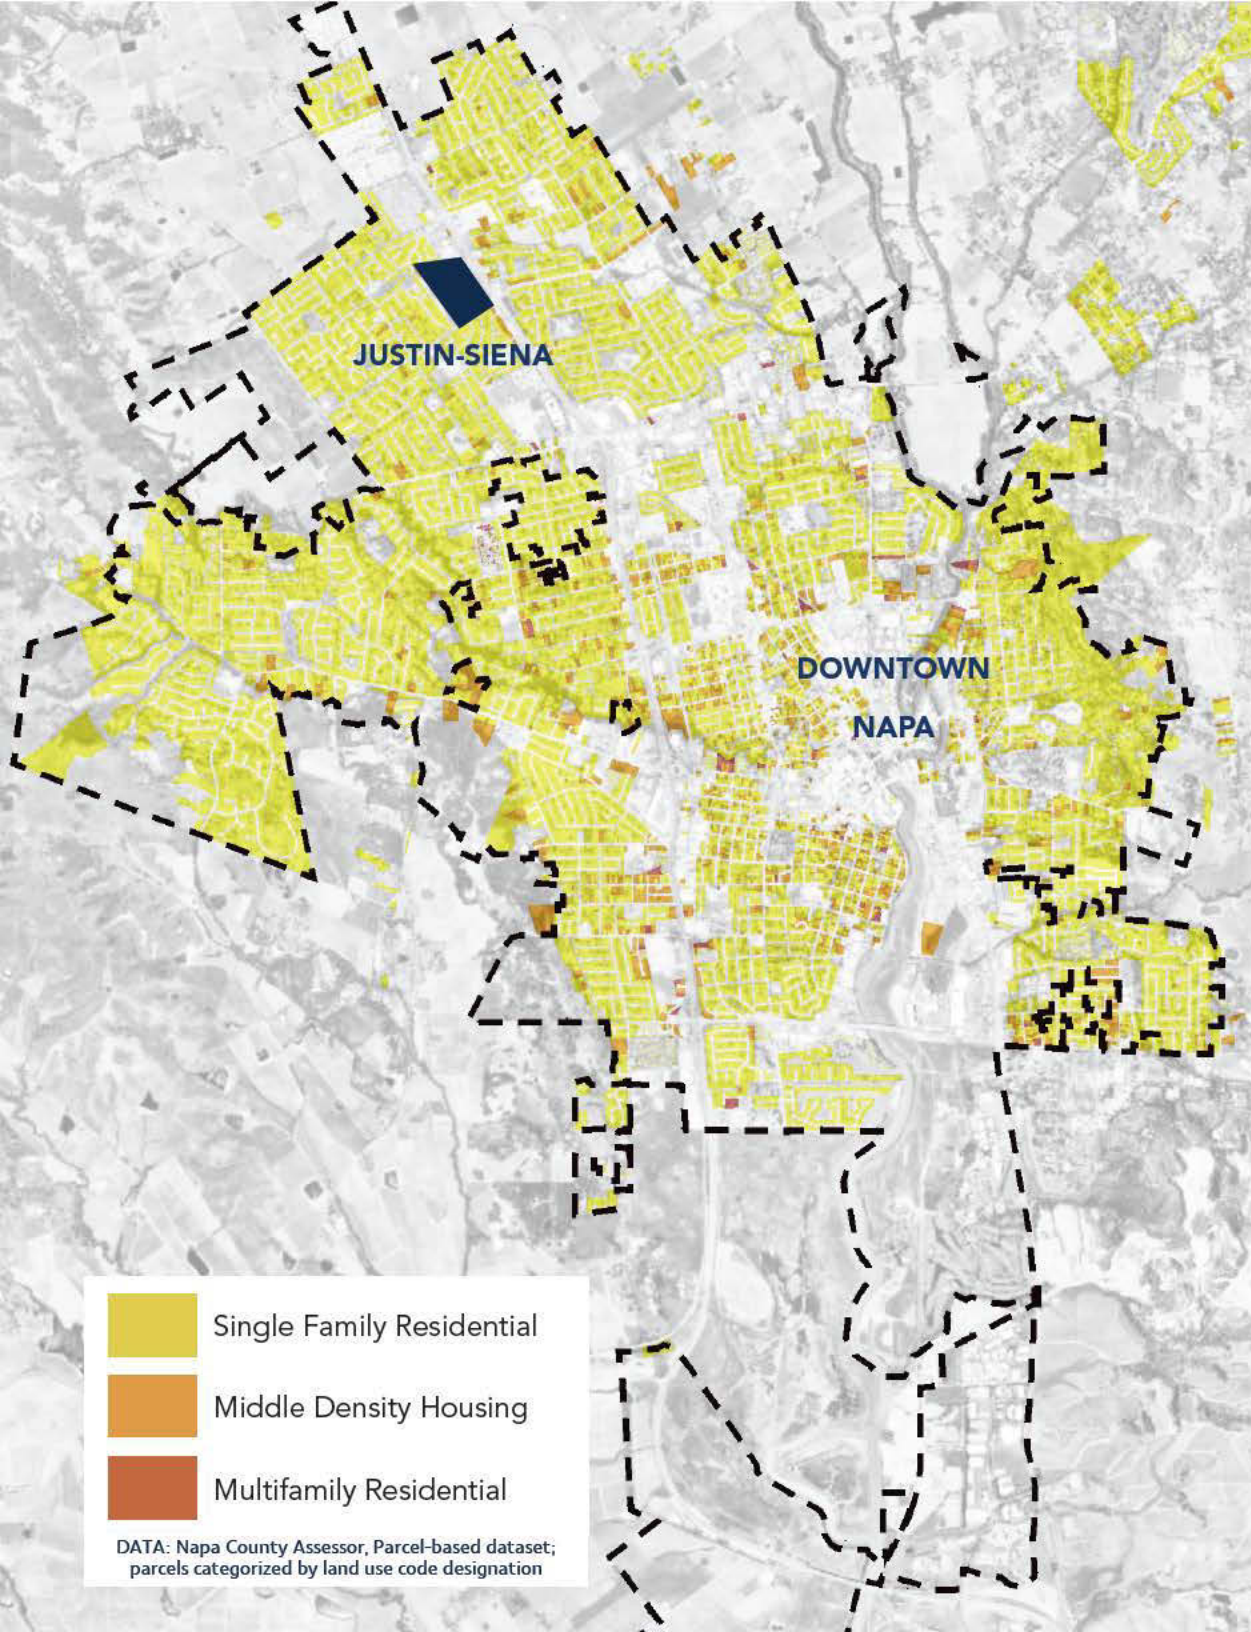 JUSTIN-SIENA
DOWNTOWN
NAPA
Single Family Residential
Middle Density Housing
Multifamily Residential
DATA: Napa County Assessor, Parcel-based dataset;
parcels categorized by land use code designation